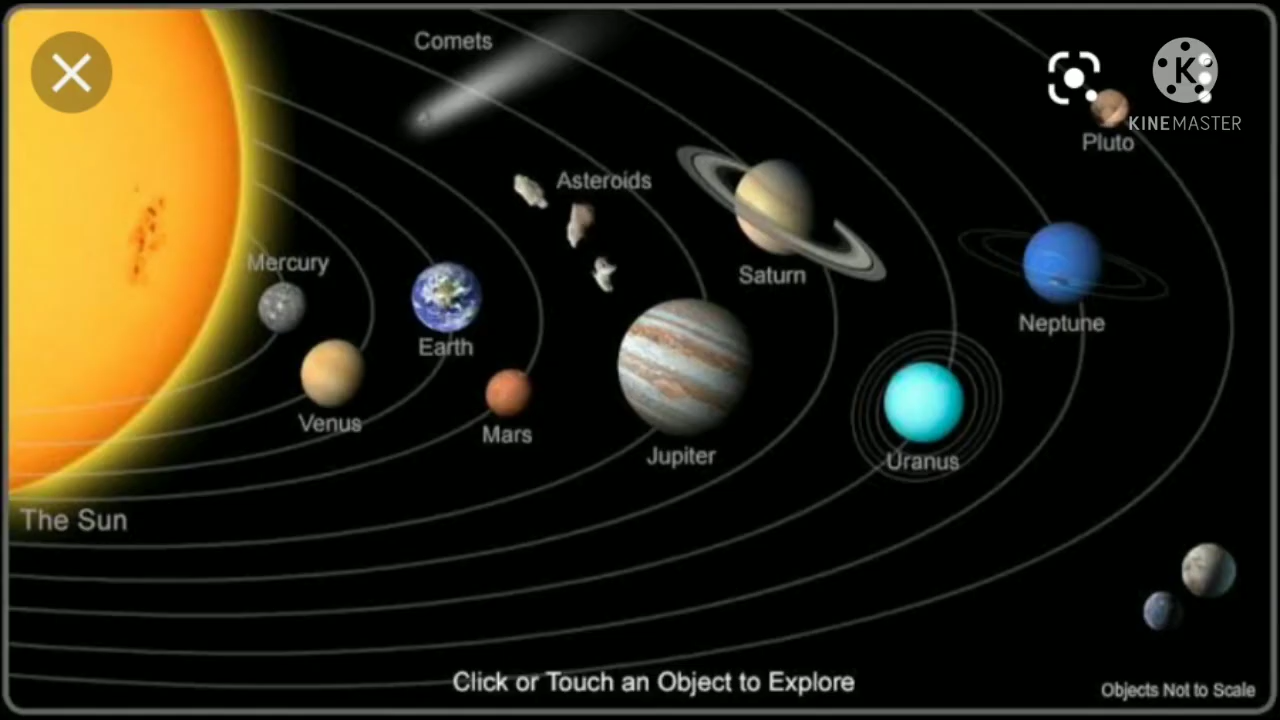 Comets
K
KINEMASTER
Pluto
Asteroids
Saturn
Mercury
Neptune
Earth
Venus
Mars
Jupiter
Uranus
The Sun
Click or Touch an Object to Explore
Objects Not to Scale